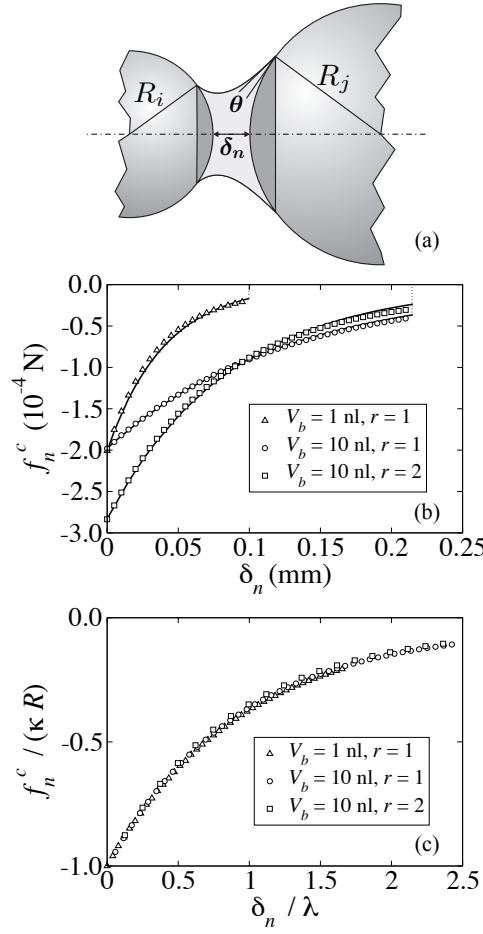 R_i
R_j
θ
δ_n
(a)
0.0
-0.5
-1.0
-1.5
-2.0
-2.5
-3.0
f_n^c (10^-4 N)
V_b = 1 nl, r = 1
V_b = 10 nl, r = 1
V_b = 10 nl, r = 2
(b)
0 0.05 0.1 0.15 0.2 0.25
δ_n (mm)
0.0
-0.5
-1.0
f_n^c / (κ R)
V_b = 1 nl, r = 1
V_b = 10 nl, r = 1
V_b = 10 nl, r = 2
(c)
0 0.5 1 1.5 2 2.5
δ_n / λ